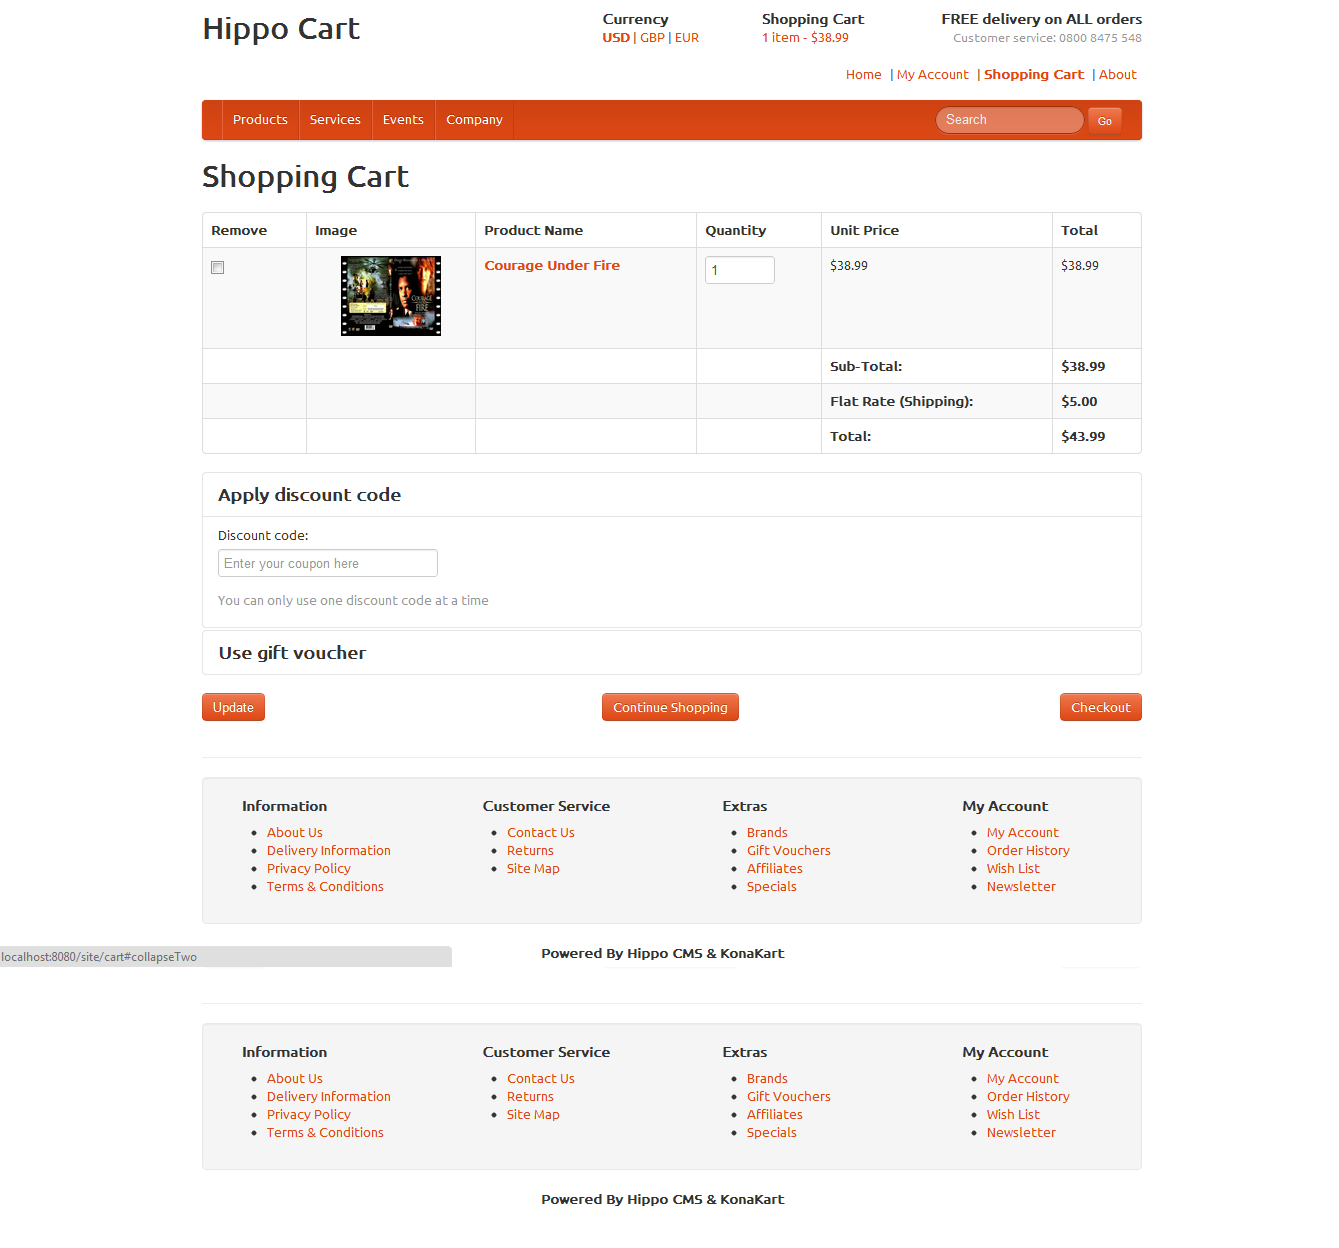 Hippo Cart
Currency
USD | GBP | EUR
Shopping Cart
1 item - $38.99
FREE delivery on ALL orders
Customer service: 0800 8475 548
Home | My Account | Shopping Cart | About
Products Services Events Company Search Go
Shopping Cart
Remove Image Product Name Quantity Unit Price Total
Courage Under Fire 1 $38.99 $38.99
COURAGE
FIRE
Sub-Total: $38.99
Flat Rate (Shipping): $5.00
Total: $43.99
Apply discount code
Discount code:
Enter your coupon here
You can only use one discount code at a time
Use gift voucher
Update Continue Shopping Checkout
Information
About Us
Delivery Information
Privacy Policy
Terms & Conditions
Customer Service
Contact Us
Returns
Site Map
Extras
Brands
Gift Vouchers
Affiliates
Specials
My Account
My Account
Order History
Wish List
Newsletter
Powered By Hippo CMS & KonaKart
localhost:8080/site/cart#collapseTwo
Information
About Us
Delivery Information
Privacy Policy
Terms & Conditions
Customer Service
Contact Us
Returns
Site Map
Extras
Brands
Gift Vouchers
Affiliates
Specials
My Account
My Account
Order History
Wish List
Newsletter
Powered By Hippo CMS & KonaKart